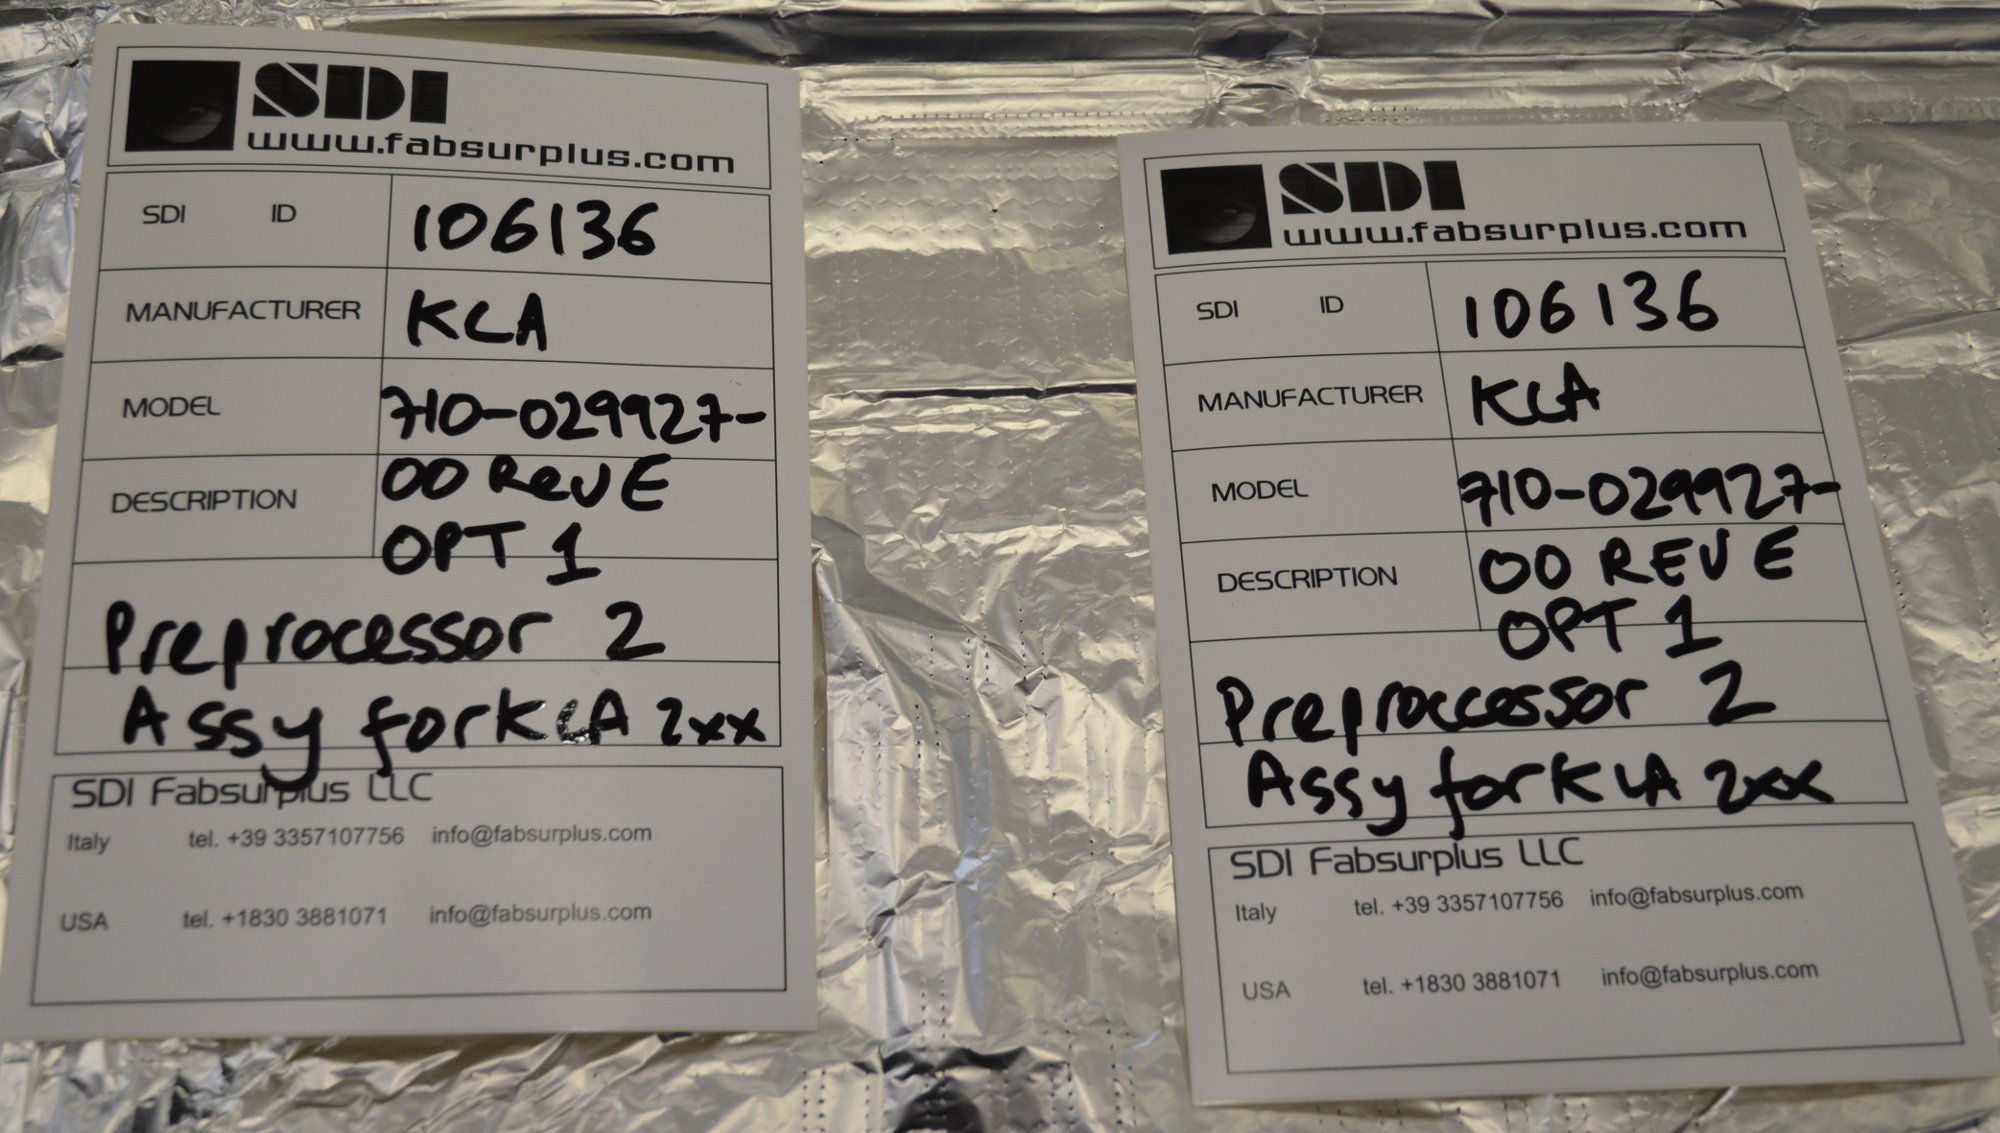 SDI
www.fabsurplus.com
SDI ID 106136
MANUFACTURER KLA
MODEL 710-029927-
DESCRIPTION 00 Rev E
OPT 1
Preprocessor 2
Assy for KLA 2xx
SDI Fabsurplus LLC
Italy tel. +39 3357107756 info@fabsurplus.com
USA tel. +1830 3881071 info@fabsurplus.com
SDI
www.fabsurplus.com
SDI ID 106136
MANUFACTURER KLA
MODEL 710-029927-
DESCRIPTION 00 REV E
OPT 1
Preproccessor 2
Assy for KLA 2xx
SDI Fabsurplus LLC
Italy tel. +39 3357107756 info@fabsurplus.com
USA tel. +1830 3881071 info@fabsurplus.com